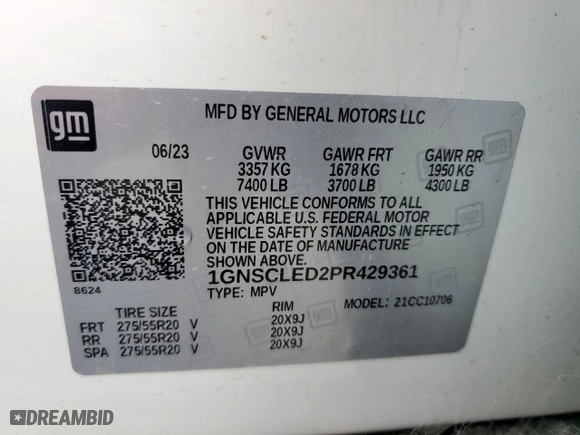 gm
MFD BY GENERAL MOTORS LLC
06/23 GVWR GAWR FRT GAWR RR
3357 KG 1678 KG 1950 KG
7400 LB 3700 LB 4300 LB
THIS VEHICLE CONFORMS TO ALL
APPLICABLE U.S. FEDERAL MOTOR
VEHICLE SAFETY STANDARDS IN EFFECT
ON THE DATE OF MANUFACTURE
SHOWN ABOVE.
1GNSCLED2PR429361
8624
TYPE: MPV MODEL: 21CC10706
TIRE SIZE RIM
FRT 275/55R20 V 20X9J
RR 275/55R20 V 20X9J
SPA 275/55R20 V 20X9J
DREAMBID